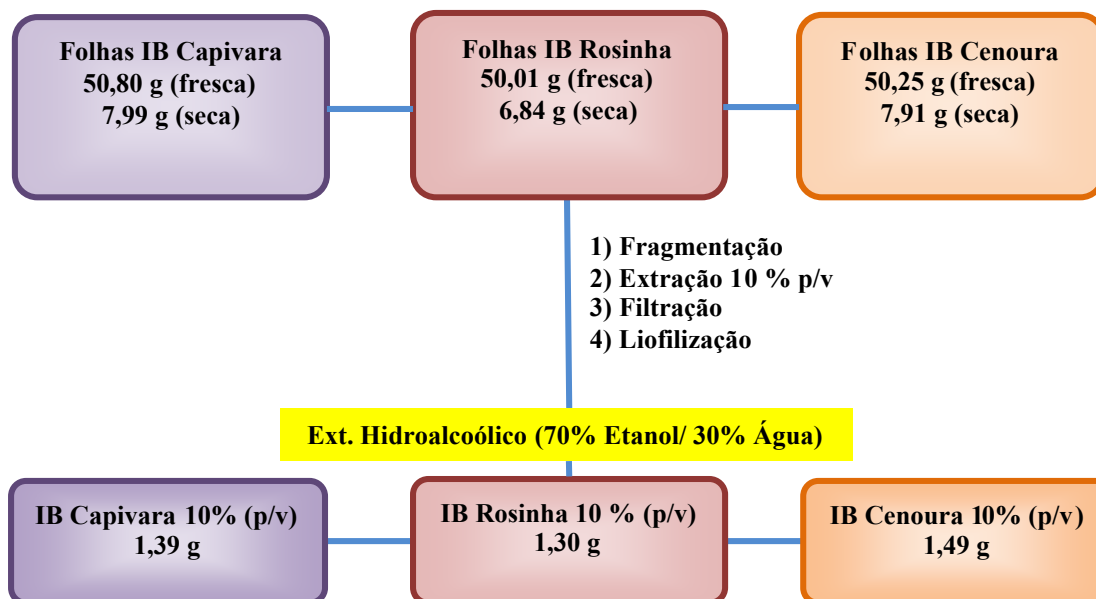 Folhas IB Capivara
50,80 g (fresca)
7,99 g (seca)
Folhas IB Rosinha
50,01 g (fresca)
6,84 g (seca)
Folhas IB Cenoura
50,25 g (fresca)
7,91 g (seca)
1) Fragmentação
2) Extração 10 % p/v
3) Filtração
4) Liofilização
Ext. Hidroalcoólico (70% Etanol/ 30% Água)
IB Capivara 10% (p/v)
1,39 g
IB Rosinha 10 % (p/v)
1,30 g
IB Cenoura 10% (p/v)
1,49 g